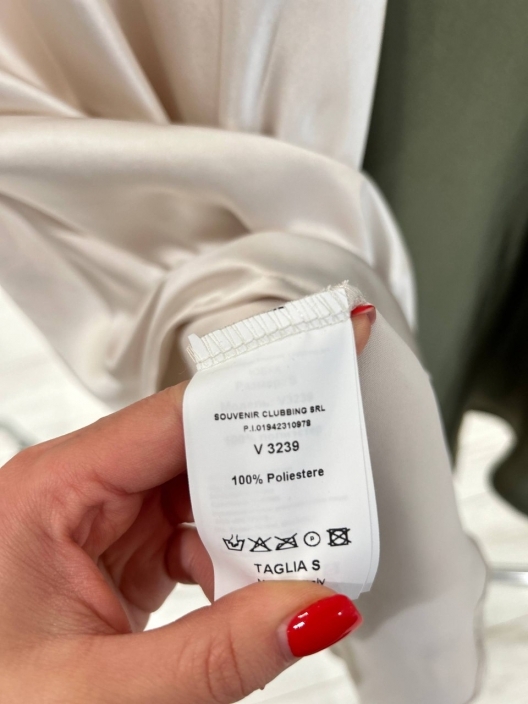 SOUVENIR CLUBBING SRL
P.I.01942310978
V 3239
100% Poliestere
P
TAGLIA S